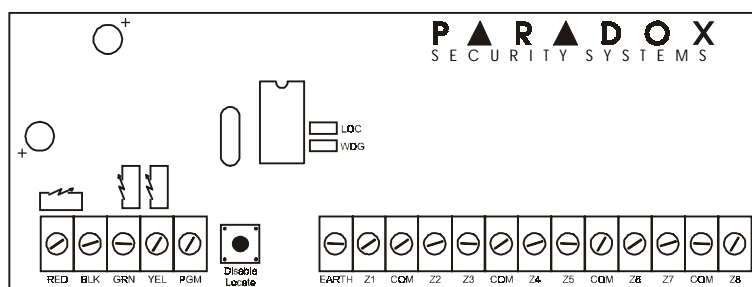 PARADOX
SECURITY SYSTEMS
+
LOC
WDG
+
RED BLK GRN YEL PGM
Disable
Locate
EARTH Z1 COM Z2 Z3 COM Z4 Z5 COM Z6 Z7 COM Z8